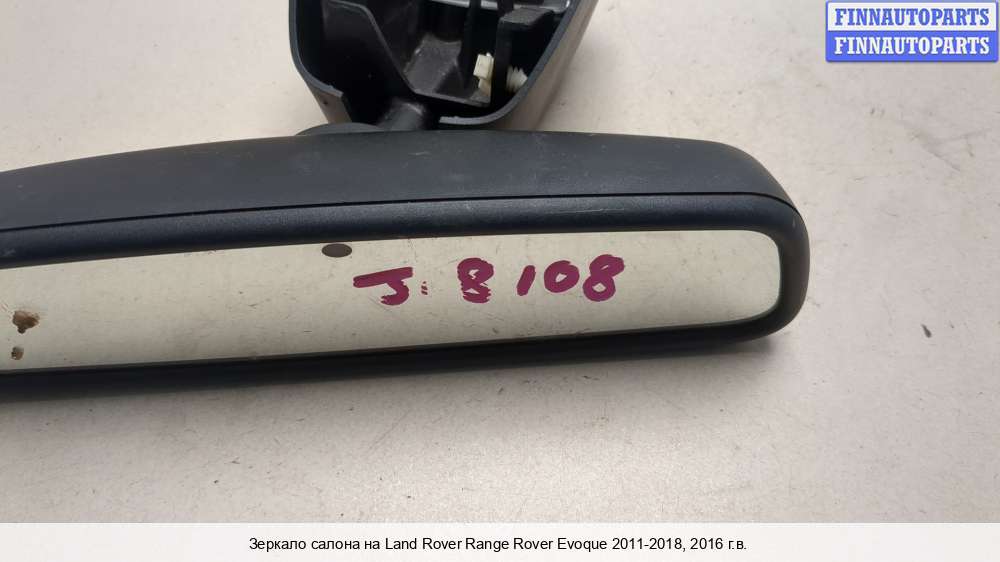 FINNAUTOPARTS
FINNAUTOPARTS
J. 8108
Зеркало салона на Land Rover Range Rover Evoque 2011-2018, 2016 г.в.